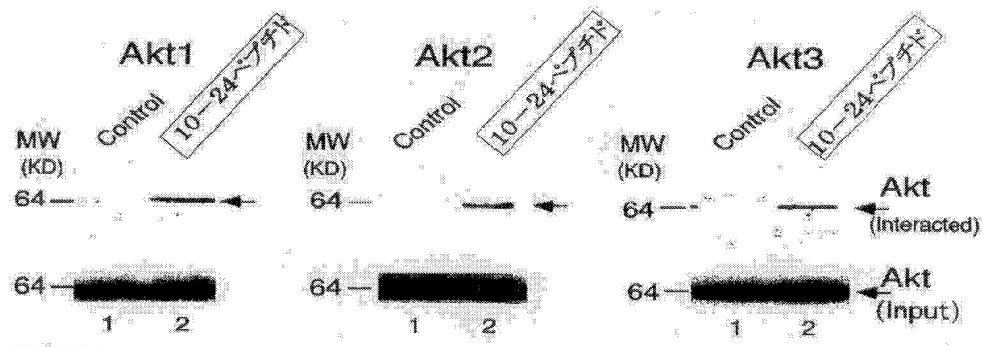 Akt1
Control
10-24ペプチド
MW
(KD)
64
64
1 2
Akt2
Control
10-24ペプチド
MW
(KD)
64
64
1 2
Akt3
Control
10-24ペプチド
MW
(KD)
64
64
1 2
Akt
(Interacted)
Akt
(Input)